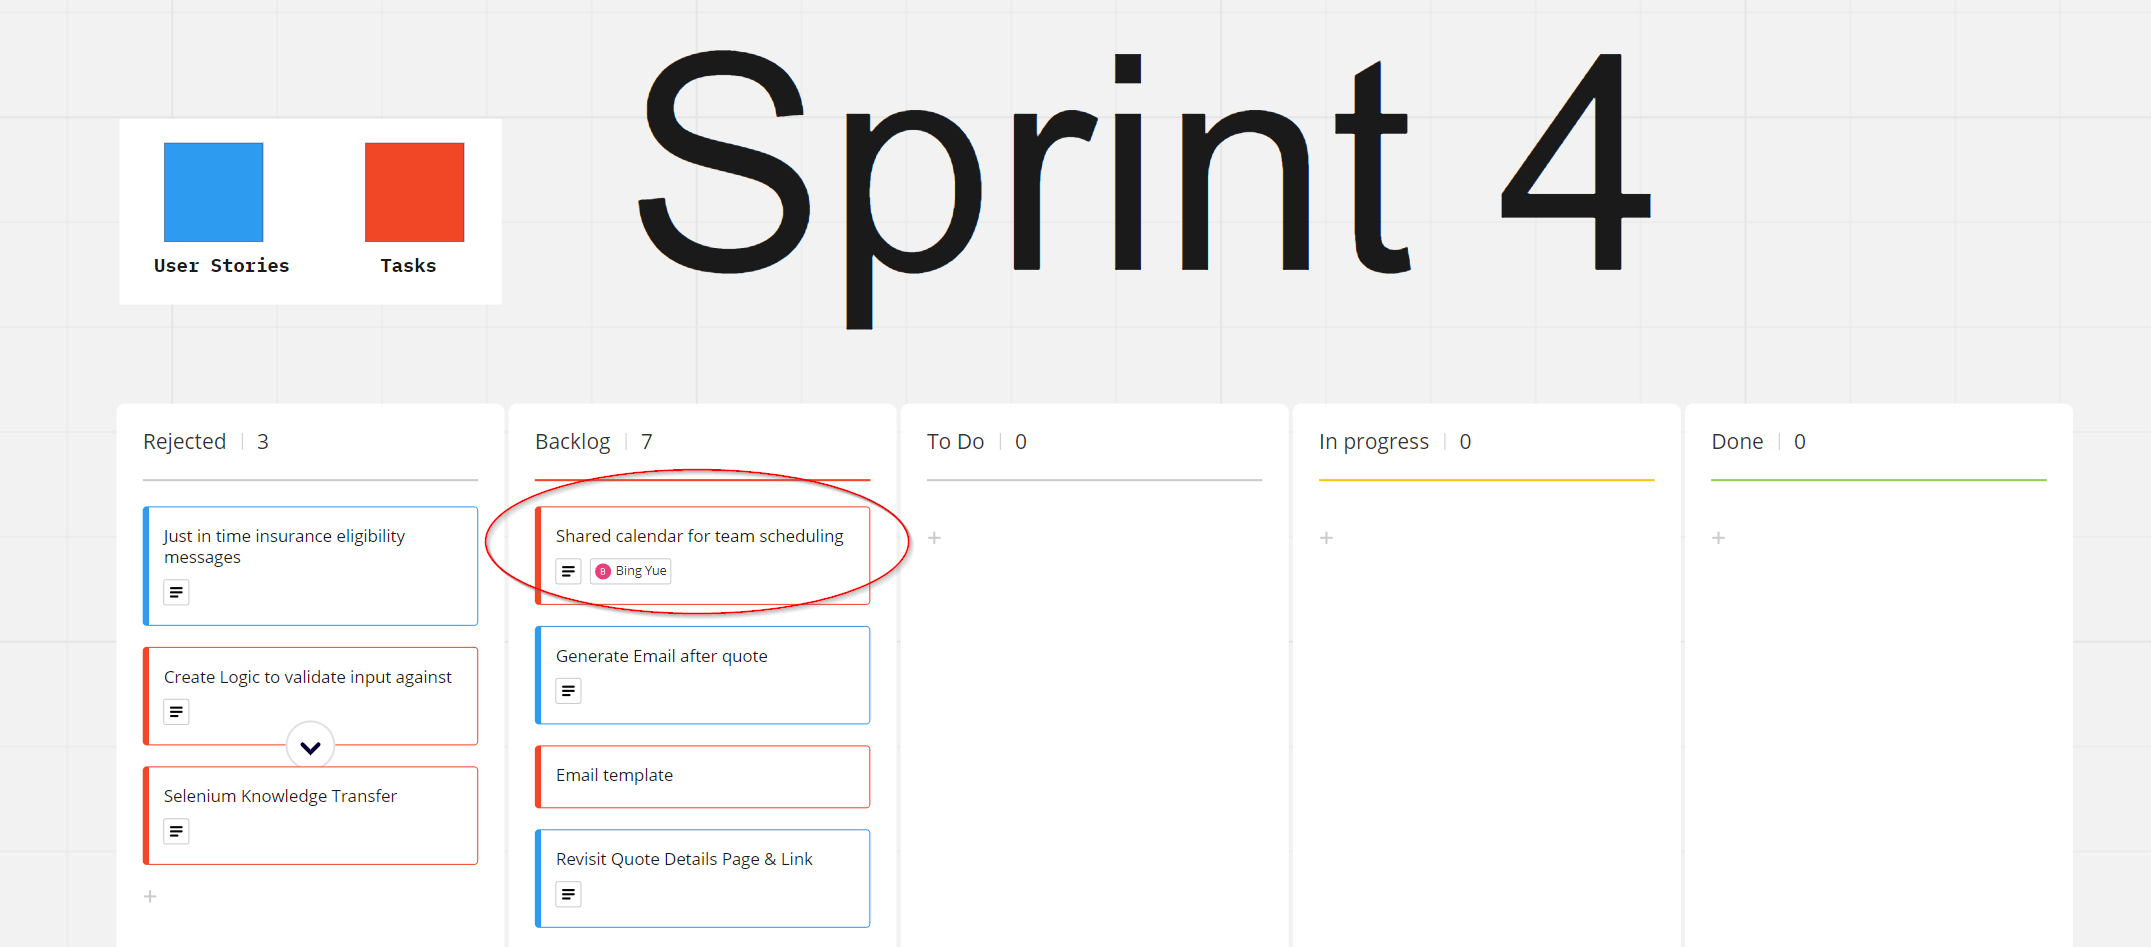 Sprint 4
User Stories
Tasks
Rejected 3
Just in time insurance eligibility
messages
Create Logic to validate input against
Selenium Knowledge Transfer
+
Backlog 7
Shared calendar for team scheduling
B Bing Yue
Generate Email after quote
Email template
Revisit Quote Details Page & Link
To Do 0
+
In progress 0
+
Done 0
+